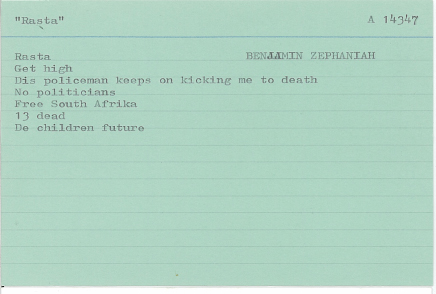 "Rasta" A 14947
Rasta BENJAMIN ZEPHANIAH
Get high
Dis policeman keeps on kicking me to death
No politicians
Free South Afrika
13 dead
De children future